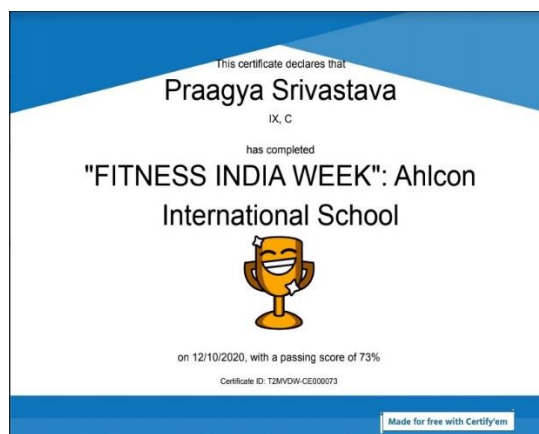 This certificate declares that
Praagya Srivastava
IX, C
has completed
"FITNESS INDIA WEEK": Ahlcon
International School
on 12/10/2020, with a passing score of 73%
Certificate ID: T2MVDW-CE000073
Made for free with Certify'em